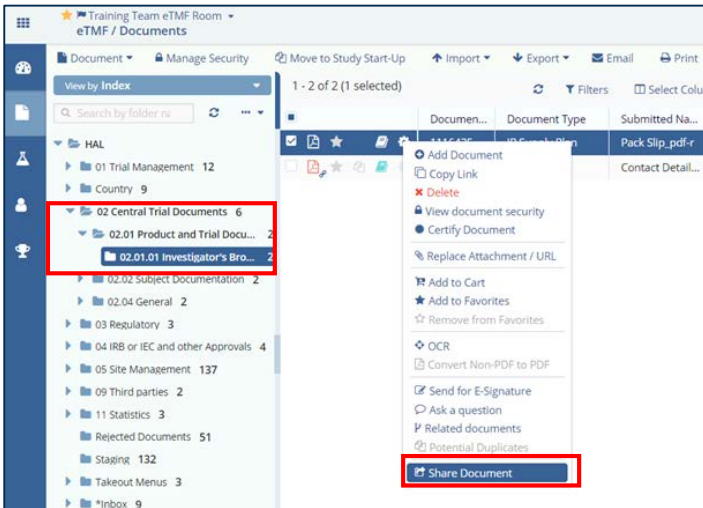 Training Team eTMF Room
eTMF / Documents
Document
Manage Security
Move to Study Start-Up
Import
Export
Email
Print
View by Index
1 - 2 of 2 (1 selected)
Filters
Select Colu
Search by folder na
Documen...
Document Type
Submitted Na...
HAL
01 Trial Management 12
Country 9
02 Central Trial Documents 6
02.01 Product and Trial Docu... 2
02.01.01 Investigator's Bro... 2
02.02 Subject Documentation 2
02.04 General 2
03 Regulatory 3
04 IRB or IEC and other Approvals 4
05 Site Management 137
09 Third parties 2
11 Statistics 3
Rejected Documents 51
Staging 132
Takeout Menus 3
*Inbox 9
Pack Slip_pdf-r
Contact Detail...
Add Document
Copy Link
Delete
View document security
Certify Document
Replace Attachment / URL
Add to Cart
Add to Favorites
Remove from Favorites
OCR
Convert Non-PDF to PDF
Send for E-Signature
Ask a question
Related documents
Potential Duplicates
Share Document